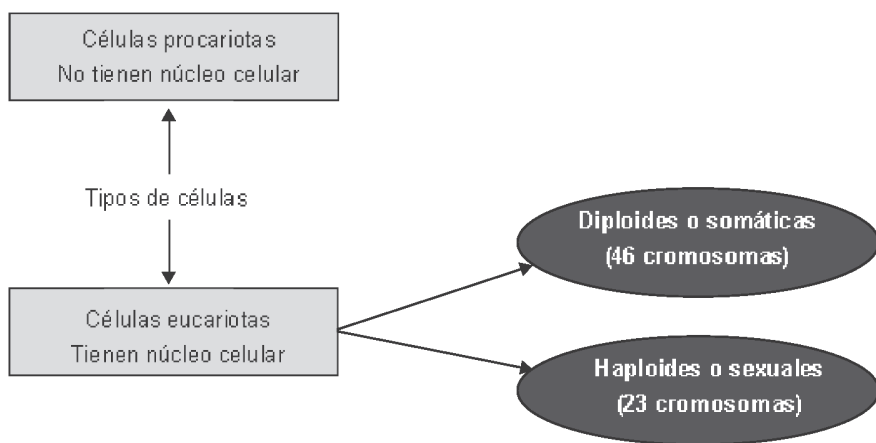 Células procariotas
No tienen núcleo celular
Tipos de células
Células eucariotas
Tienen núcleo celular
Diploides o somáticas
(46 cromosomas)
Haploides o sexuales
(23 cromosomas)